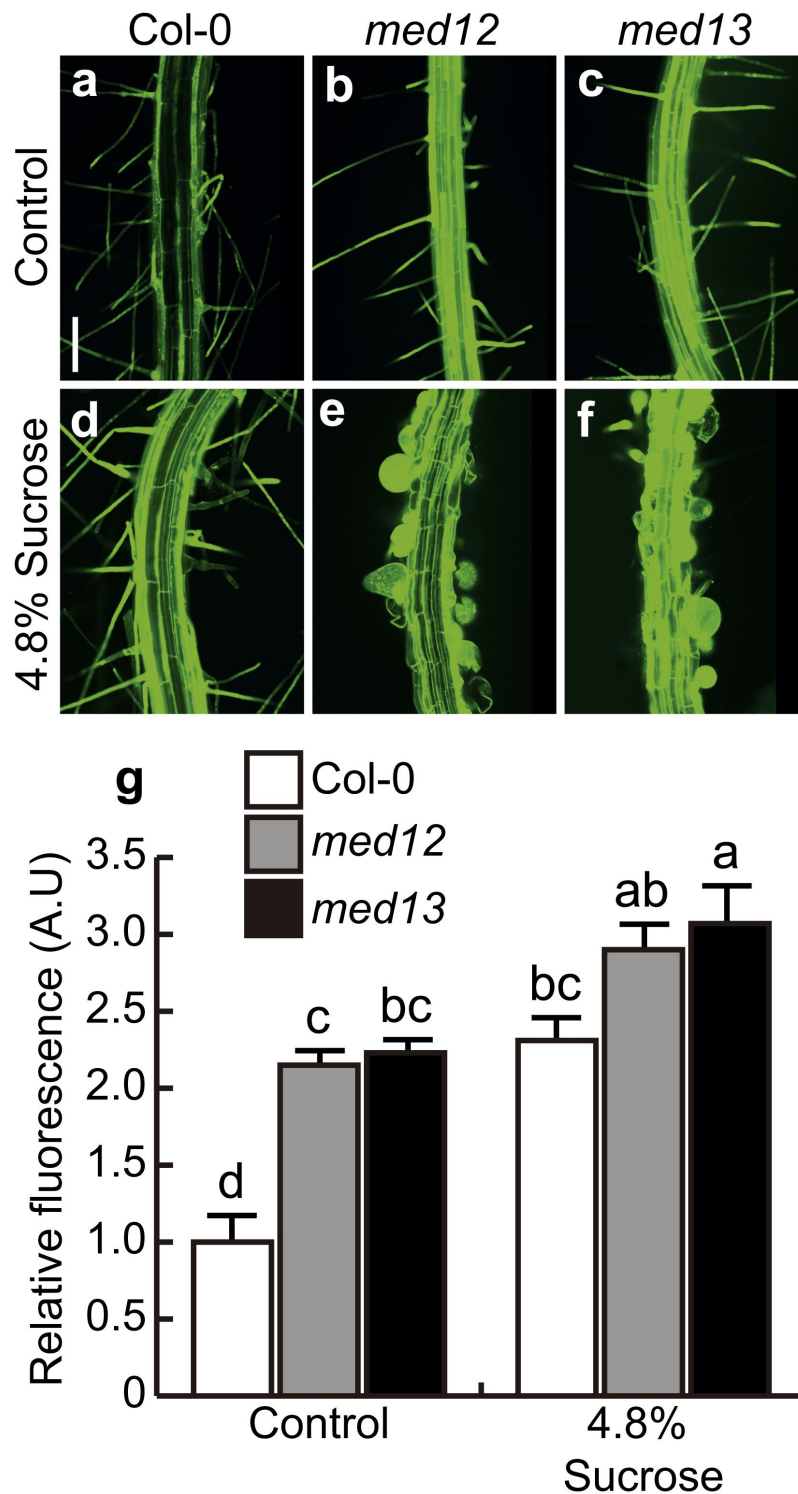 Col-0 med12 med13
Control
a b c
4.8% Sucrose
d e f
g
Col-0
med12
med13
Relative fluorescence (A.U)
3.5
3.0
2.5
2.0
1.5
1.0
0.5
0
d c bc bc ab a
Control 4.8%
Sucrose